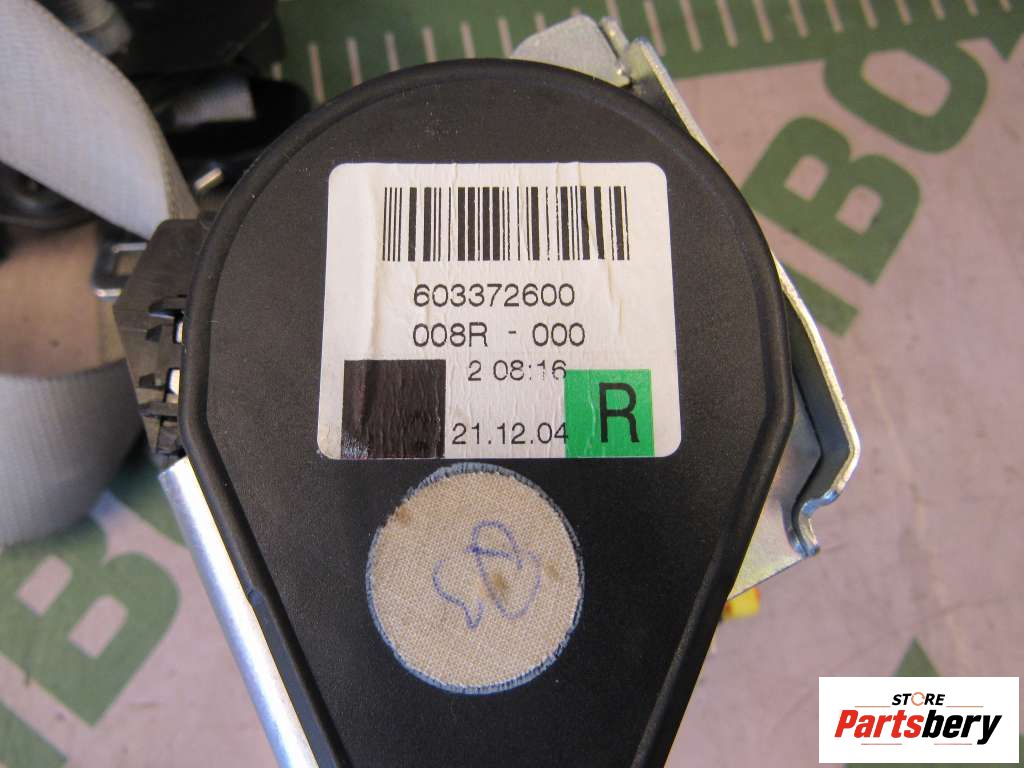 603372600
008R - 000
2 08:16
21.12.04
R
STORE
Partsbery